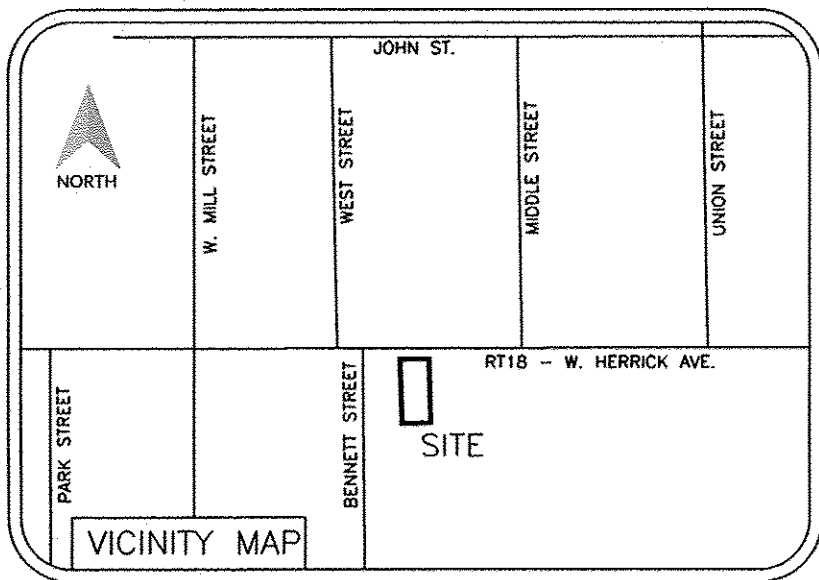 JOHN ST.
NORTH
W. MILL STREET
WEST STREET
MIDDLE STREET
UNION STREET
RT18 - W. HERRICK AVE.
PARK STREET
BENNETT STREET
SITE
VICINITY MAP